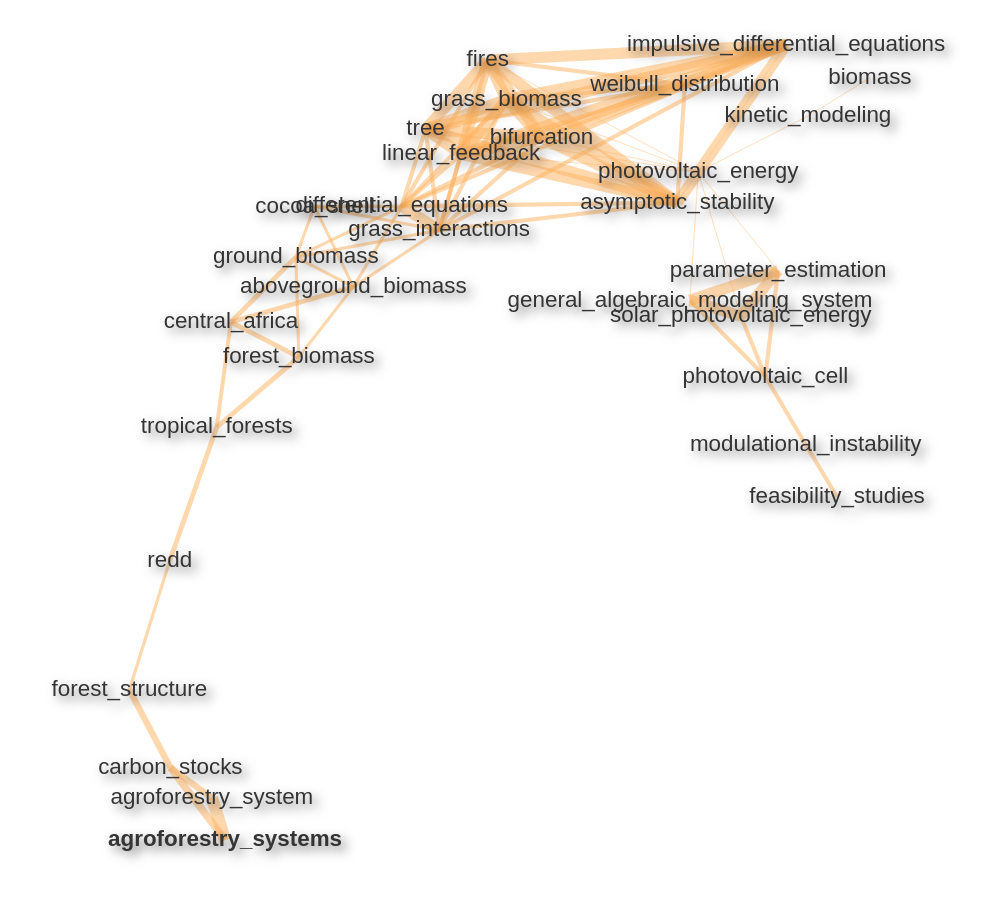 impulsive_differential_equations
fires
biomass
weibull_distribution
grass_biomass
kinetic_modeling
tree
bifurcation
linear_feedback
photovoltaic_energy
asymptotic_stability
cocoa_shell
differential_equations
grass_interactions
ground_biomass
parameter_estimation
aboveground_biomass
general_algebraic_modeling_system
solar_photovoltaic_energy
central_africa
forest_biomass
photovoltaic_cell
tropical_forests
modulational_instability
feasibility_studies
redd
forest_structure
carbon_stocks
agroforestry_system
agroforestry_systems